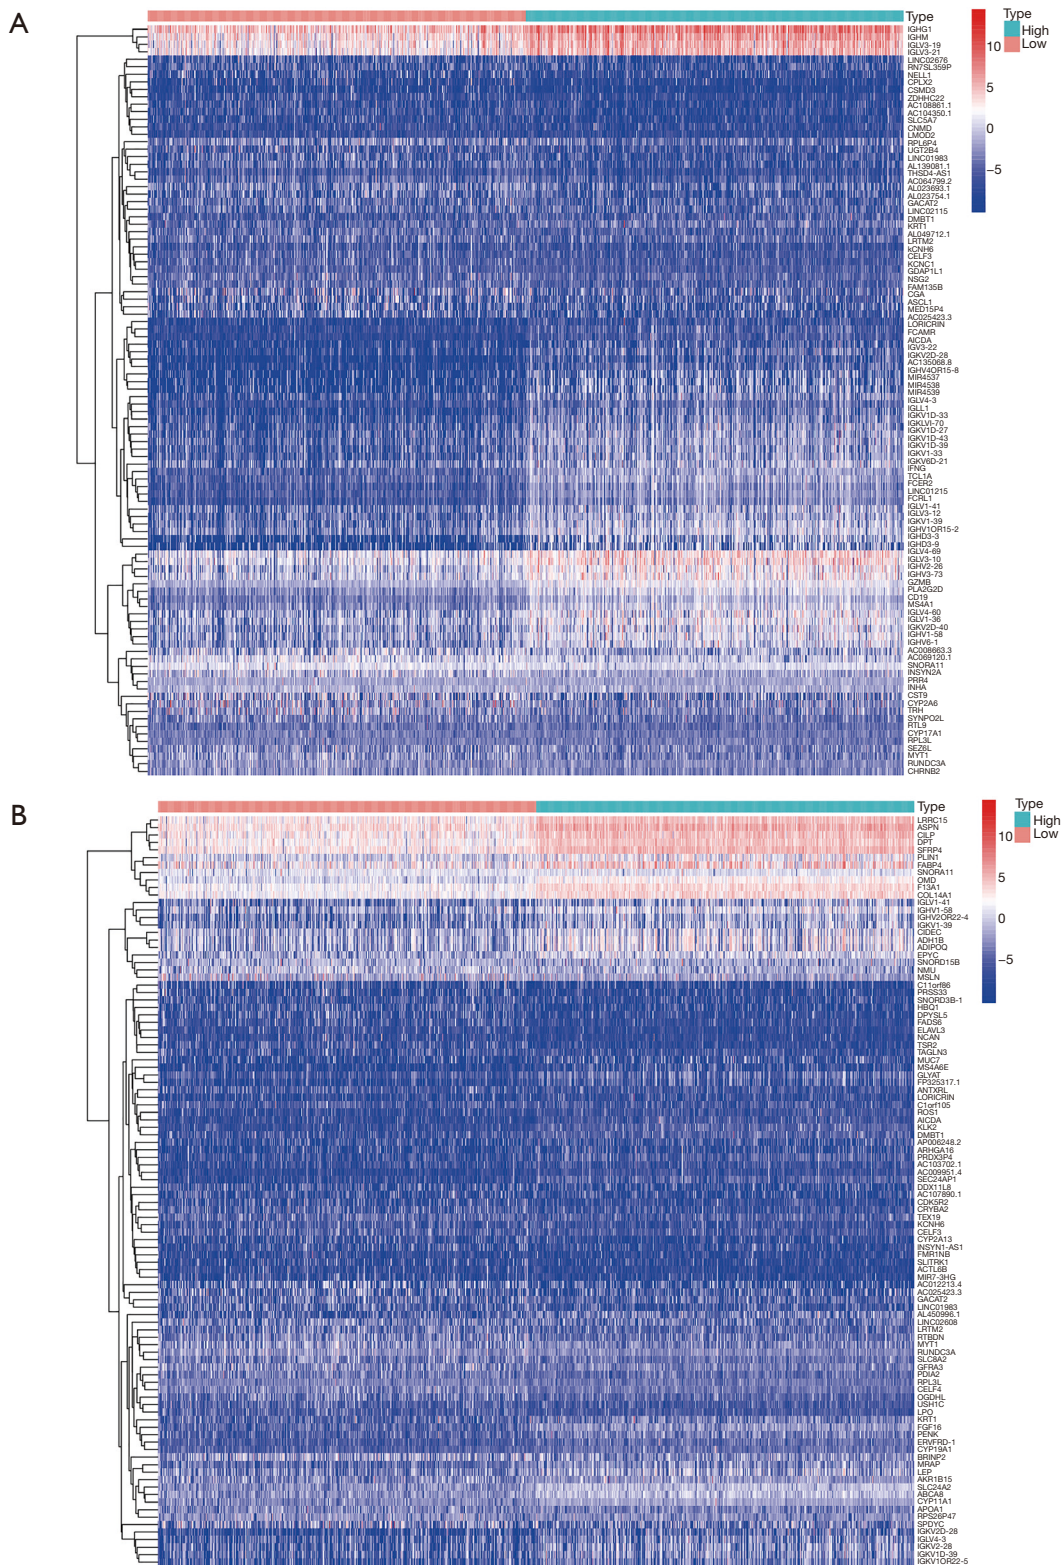 A
Type
IGHG1
IGHM
IGLV3-19
IGLV3-21
LINC02676
RN7SL359P
NELL1
CPLX2
CSMD3
ZDHHC22
AC108861.1
AC104350.1
SLC5A7
CNMD
LMOD2
RPL6P4
UGT2B4
LINC01983
AL139081.1
THSD4-AS1
AC064799.2
AL023693.1
AL023754.1
GACAT2
LINC02115
DMBT1
KRT1
AL049712.1
LRTM2
kCNH6
CELF3
KCNC1
GDAP1L1
NSG2
FAM135B
CGA
ASCL1
MED15P4
AC025423.3
LORICRIN
FCAMR
AICDA
IGV3-22
IGKV2D-28
AC135068.8
IGHV4OR15-8
MIR4537
MIR4538
MIR4539
IGLV4-3
IGLL1
IGKV1D-33
IGKLVI-70
IGKV1D-27
IGKV1D-43
IGKV1D-39
IGKV1-33
IGKV6D-21
IFNG
TCL1A
FCER2
LINC01215
FCRL1
IGLV1-41
IGLV3-12
IGKV1-39
IGHV1OR15-2
IGHD3-3
IGHD3-9
IGLV4-69
IGLV3-10
IGHV2-26
IGHV3-73
GZMB
PLA2G2D
CD19
MS4A1
IGLV4-60
IGLV1-36
IGKV2D-40
IGHV1-58
IGHV6-1
AC008663.3
AC069120.1
SNORA11
INSYN2A
PRR4
INHA
CST9
CYP2A6
TRH
SYNPO2L
RTL9
CYP17A1
RPL3L
SEZ6L
MYT1
RUNDC3A
CHRNB2
10
5
0
−5
Type
High
Low
B
Type
LRRC15
ASPN
CILP
DPT
SFRP4
PLIN1
FABP4
SNORA11
OMD
F13A1
COL14A1
IGLV1-41
IGHV1-58
IGHV2OR22-4
IGKV1-39
CIDEC
ADH1B
ADIPOQ
EPYC
SNORD15B
NMU
MSLN
C11orf86
PRSS33
SNORD3B-1
HBQ1
DPYSL5
FADS6
ELAVL3
NCAN
TSR2
TAGLN3
MUC7
MS4A6E
GLYAT
FP325317.1
ANTXRL
LORICRIN
C1orf105
ROS1
AICDA
KLK2
DMBT1
AP006248.2
ARHGA16
PRDX3P4
AC103702.1
AC009951.4
SEC24AP1
DDX11L8
AC107890.1
CDK5R2
CRYBA2
TEX19
KCNH6
CELF3
CYP2A13
INSYN1-AS1
FMR1NB
SLITRK1
ACTL6B
MIR7-3HG
AC012213.4
AC025423.3
GACAT2
LINC01983
AL450996.1
LINC02608
LRTM2
RTBDN
MYT1
RUNDC3A
SLC8A2
GFRA3
PDIA2
RPL3L
CELF4
OGDHL
USH1C
LPO
KRT1
FGF16
PENK
ERVFRD-1
CYP19A1
BRINP2
MRAP
LEP
AKR1B15
SLC24A2
ABCA8
CYP11A1
APOA1
RPS26P47
SPDYC
IGKV2D-28
IGLV4-3
IGKV2-28
IGKV1D-39
IGKV1OR22-5
10
5
0
−5
Type
High
Low